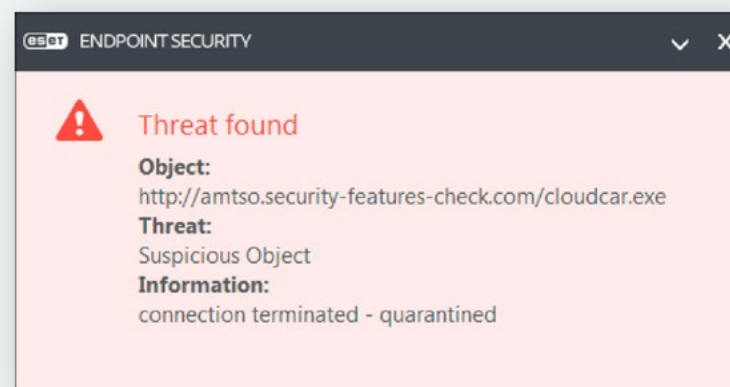 eset ENDPOINT SECURITY
Threat found
Object:
http://amtso.security-features-check.com/cloudcar.exe
Threat:
Suspicious Object
Information:
connection terminated - quarantined